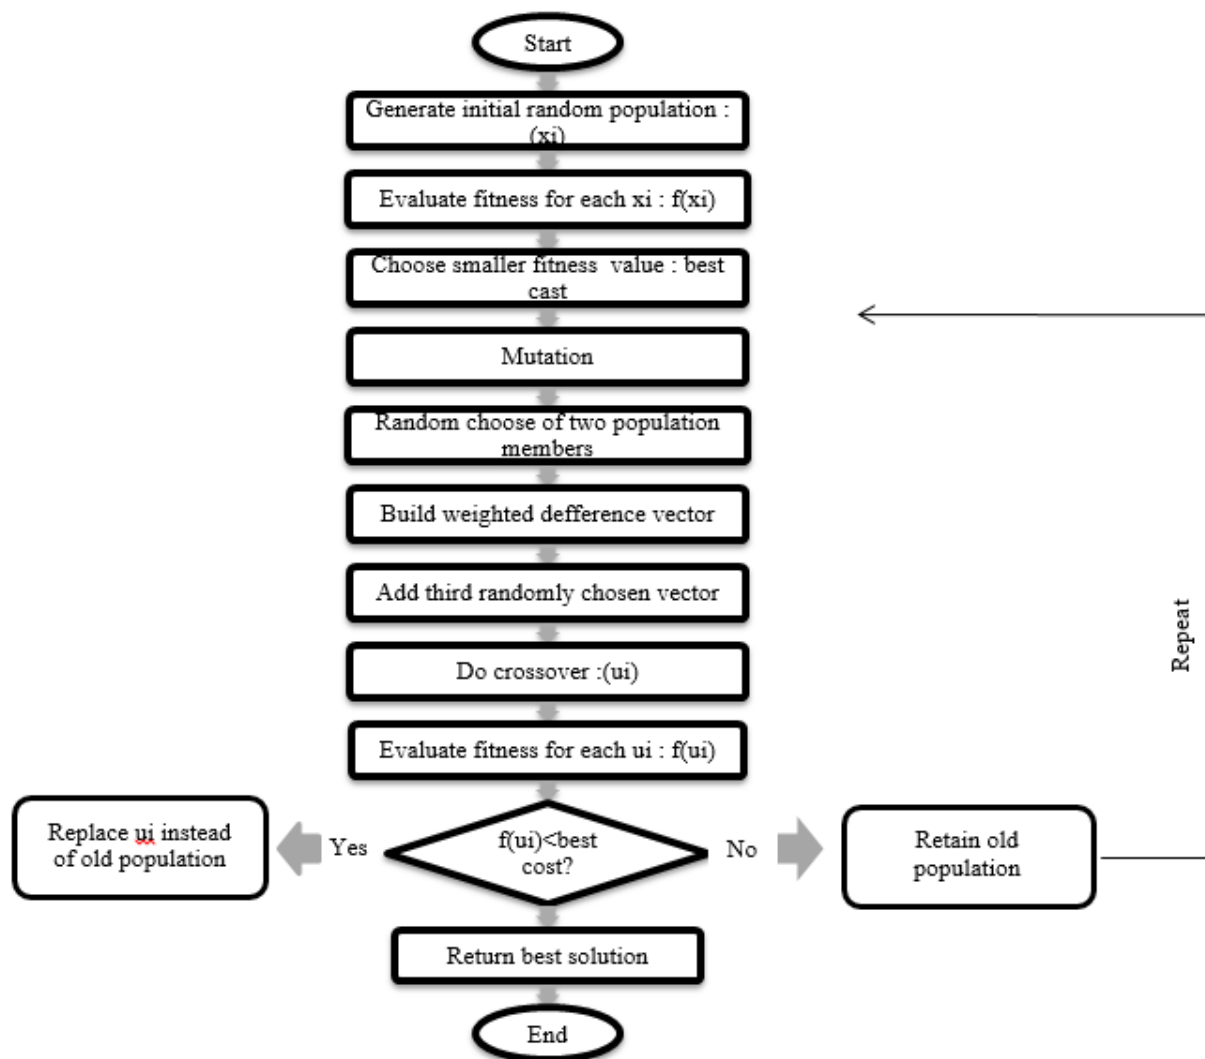 Start
Generate initial random population :
(xi)
Evaluate fitness for each xi : f(xi)
Choose smaller fitness value : best
cast
Mutation
Random choose of two population
members
Build weighted defference vector
Add third randomly chosen vector
Do crossover :(ui)
Evaluate fitness for each ui : f(ui)
Replace ui instead
of old population
Yes
f(ui)<best
cost?
No
Retain old
population
Repeat
Return best solution
End